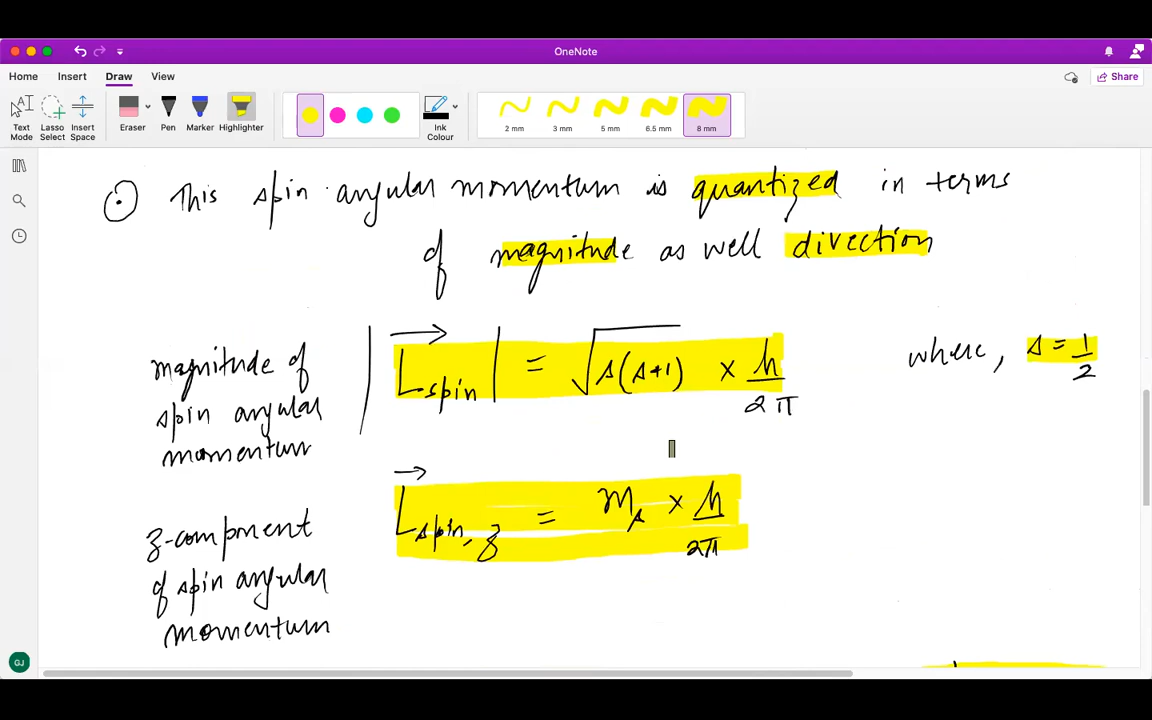 OneNote
Home Insert Draw View
Share
Text Mode
Lasso Select
Insert Space
Eraser
Pen
Marker
Highlighter
Ink Colour
2 mm
3 mm
5 mm
6.5 mm
8 mm
This spin angular momentum is quantized in terms
of magnitude as well direction
magnitude of
spin angular
momentum
|L⃗spin| = √s(s+1) × h/2π
where, s = 1/2
z-component
of spin angular
momentum
L⃗spin, z = ms × h/2π
GJ